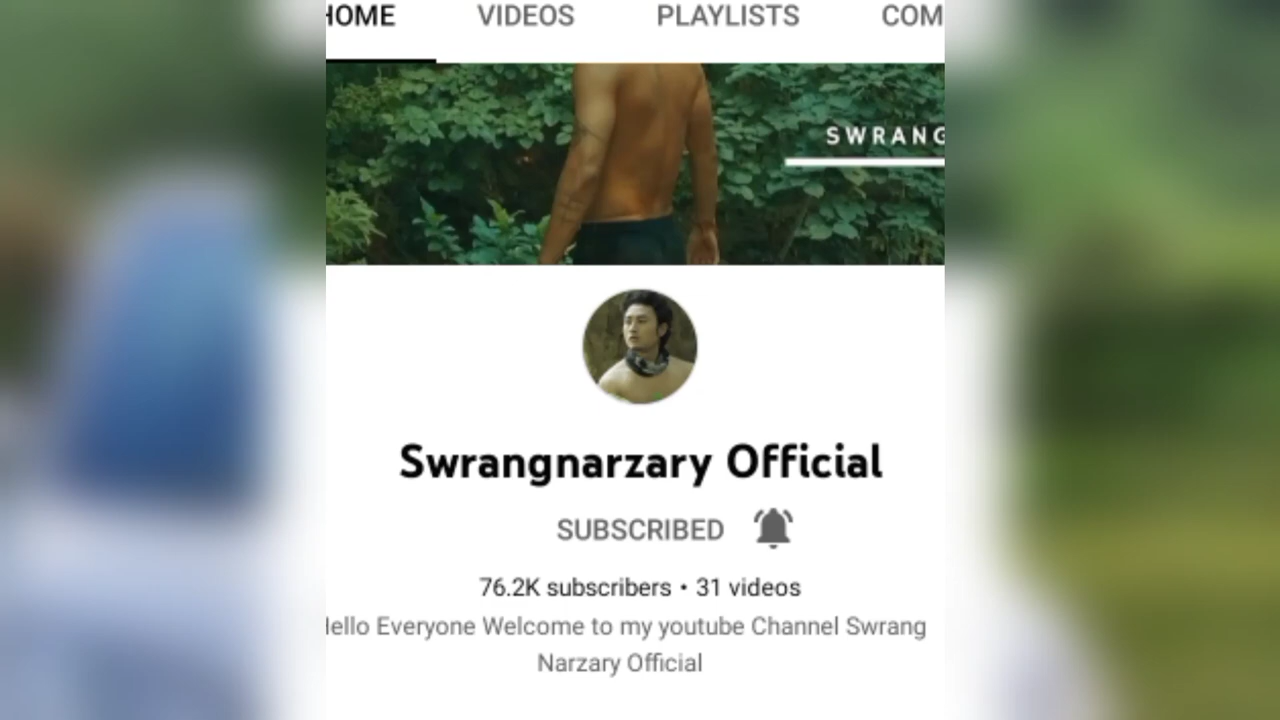 HOME VIDEOS PLAYLISTS COM
SWRANG
Swrangnarzary Official
SUBSCRIBED
76.2K subscribers • 31 videos
Hello Everyone Welcome to my youtube Channel Swrang
Narzary Official